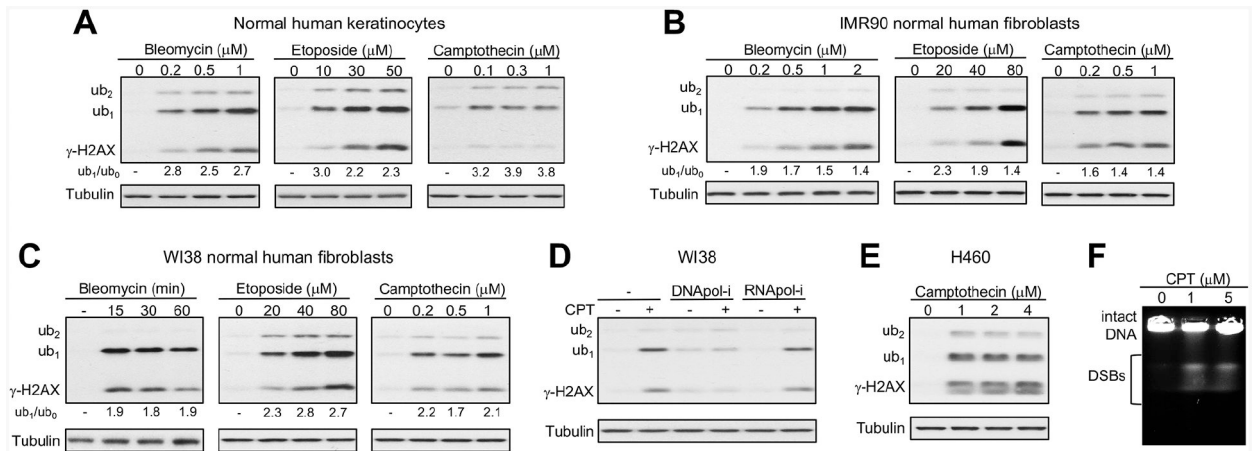 A
Normal human keratinocytes
Bleomycin (μM) Etoposide (μM) Camptothecin (μM)
0 0.2 0.5 1 0 10 30 50 0 0.1 0.3 1
ub2
ub1
γ-H2AX
ub1/ub0 - 2.8 2.5 2.7 - 3.0 2.2 2.3 - 3.2 3.9 3.8
Tubulin
B
IMR90 normal human fibroblasts
Bleomycin (μM) Etoposide (μM) Camptothecin (μM)
0 0.2 0.5 1 2 0 20 40 80 0 0.2 0.5 1
ub2
ub1
γ-H2AX
ub1/ub0 - 1.9 1.7 1.5 1.4 - 2.3 1.9 1.4 - 1.6 1.4 1.4
Tubulin
C
WI38 normal human fibroblasts
Bleomycin (min) Etoposide (μM) Camptothecin (μM)
- 15 30 60 0 20 40 80 0 0.2 0.5 1
ub2
ub1
γ-H2AX
ub1/ub0 - 1.9 1.8 1.9 - 2.3 2.8 2.7 - 2.2 1.7 2.1
Tubulin
D
WI38
- DNApol-i RNApol-i
CPT - + - + - +
ub2
ub1
γ-H2AX
Tubulin
E
H460
Camptothecin (μM)
0 1 2 4
ub2
ub1
γ-H2AX
Tubulin
F
CPT (μM)
0 1 5
intact
DNA
DSBs